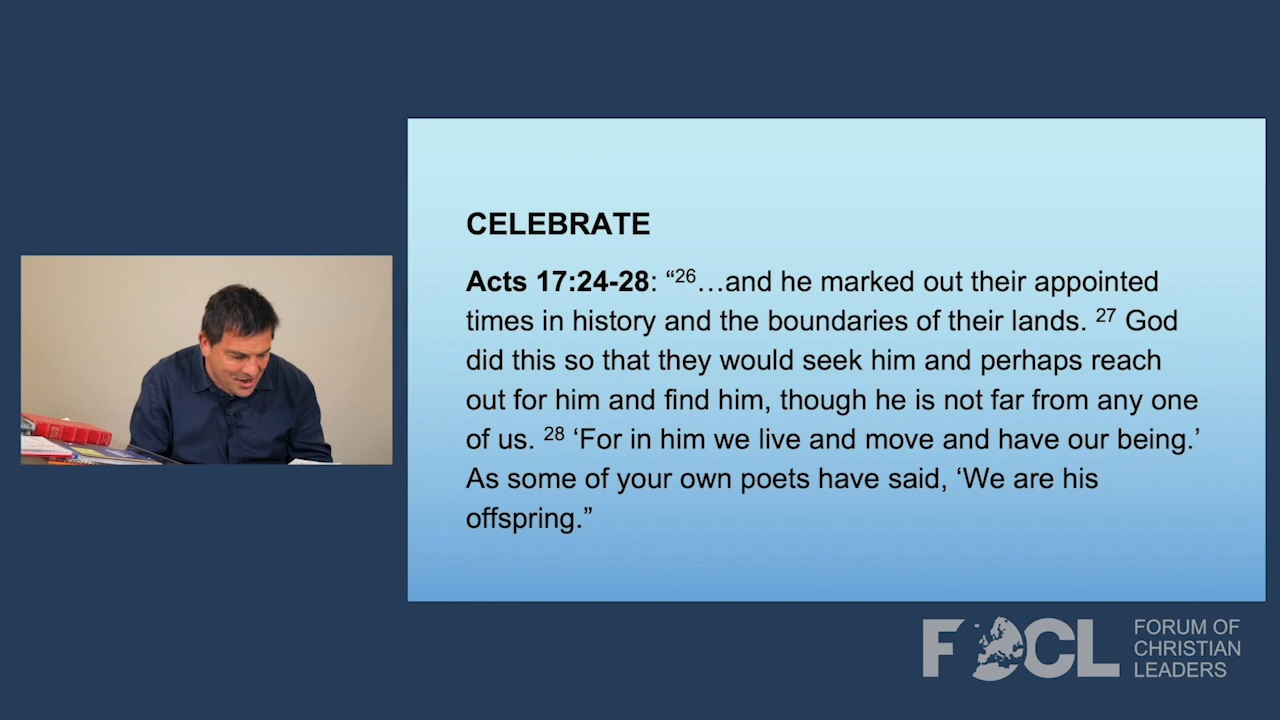 CELEBRATE
Acts 17:24-28: “26…and he marked out their appointed
times in history and the boundaries of their lands. 27 God
did this so that they would seek him and perhaps reach
out for him and find him, though he is not far from any one
of us. 28 ‘For in him we live and move and have our being.’
As some of your own poets have said, ‘We are his
offspring.”
FOCL
FORUM OF
CHRISTIAN
LEADERS